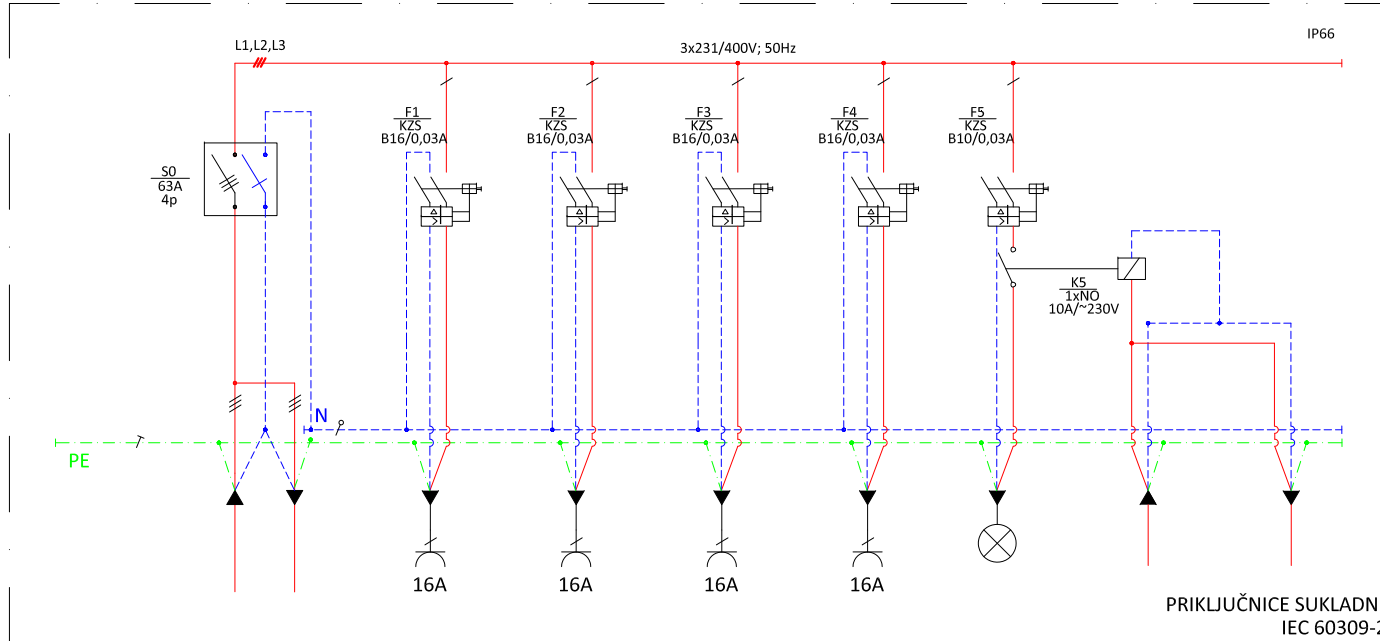 L1,L2,L3
3x231/400V; 50Hz
IP66
S0
63A
4p
F1
KZS
B16/0,03A
F2
KZS
B16/0,03A
F3
KZS
B16/0,03A
F4
KZS
B16/0,03A
F5
KZS
B10/0,03A
K5
1xNO
10A/~230V
N
PE
16A
16A
16A
16A
PRIKLJUČNICE SUKLADN
IEC 60309-2